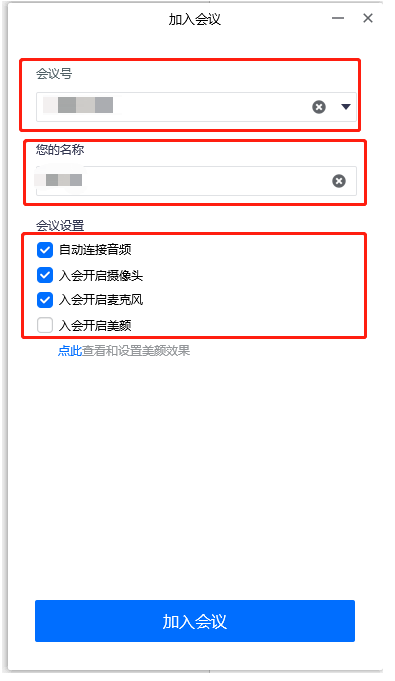 加入会议
会议号
您的名称
会议设置
自动连接音频
入会开启摄像头
入会开启麦克风
入会开启美颜
点此查看和设置美颜效果
加入会议